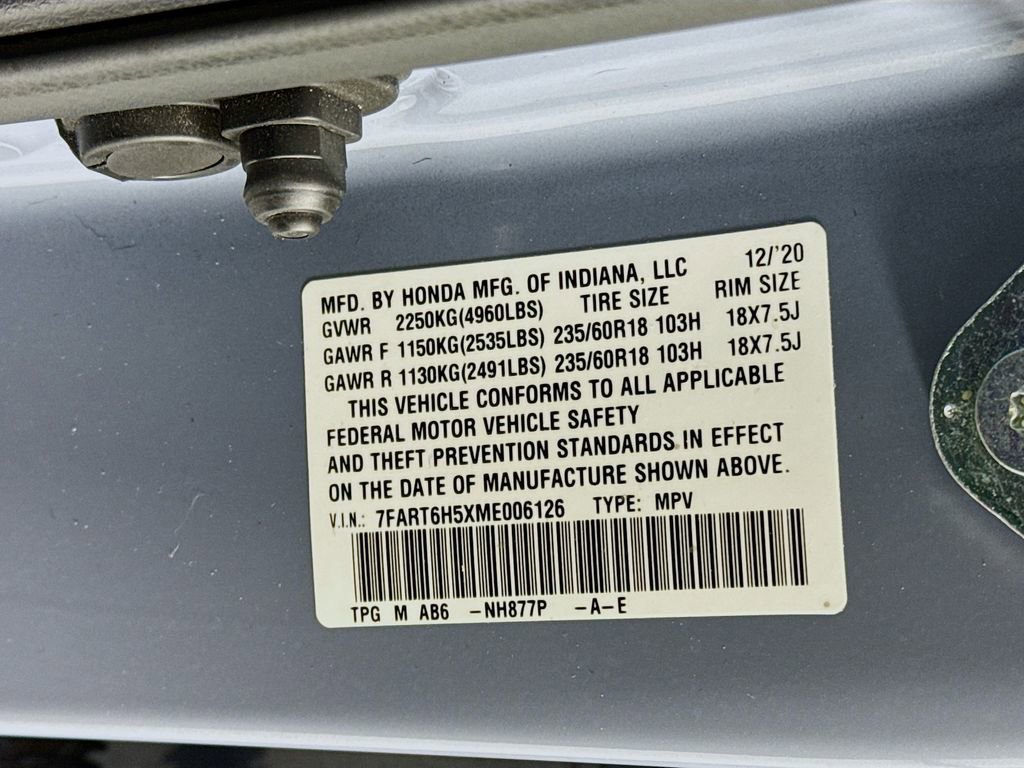 MFD. BY HONDA MFG. OF INDIANA, LLC 12/'20
GVWR 2250KG(4960LBS) TIRE SIZE RIM SIZE
GAWR F 1150KG(2535LBS) 235/60R18 103H 18X7.5J
GAWR R 1130KG(2491LBS) 235/60R18 103H 18X7.5J
THIS VEHICLE CONFORMS TO ALL APPLICABLE
FEDERAL MOTOR VEHICLE SAFETY
AND THEFT PREVENTION STANDARDS IN EFFECT
ON THE DATE OF MANUFACTURE SHOWN ABOVE.
V.I.N.: 7FART6H5XME006126 TYPE: MPV
TPG M AB6 -NH877P -A-E